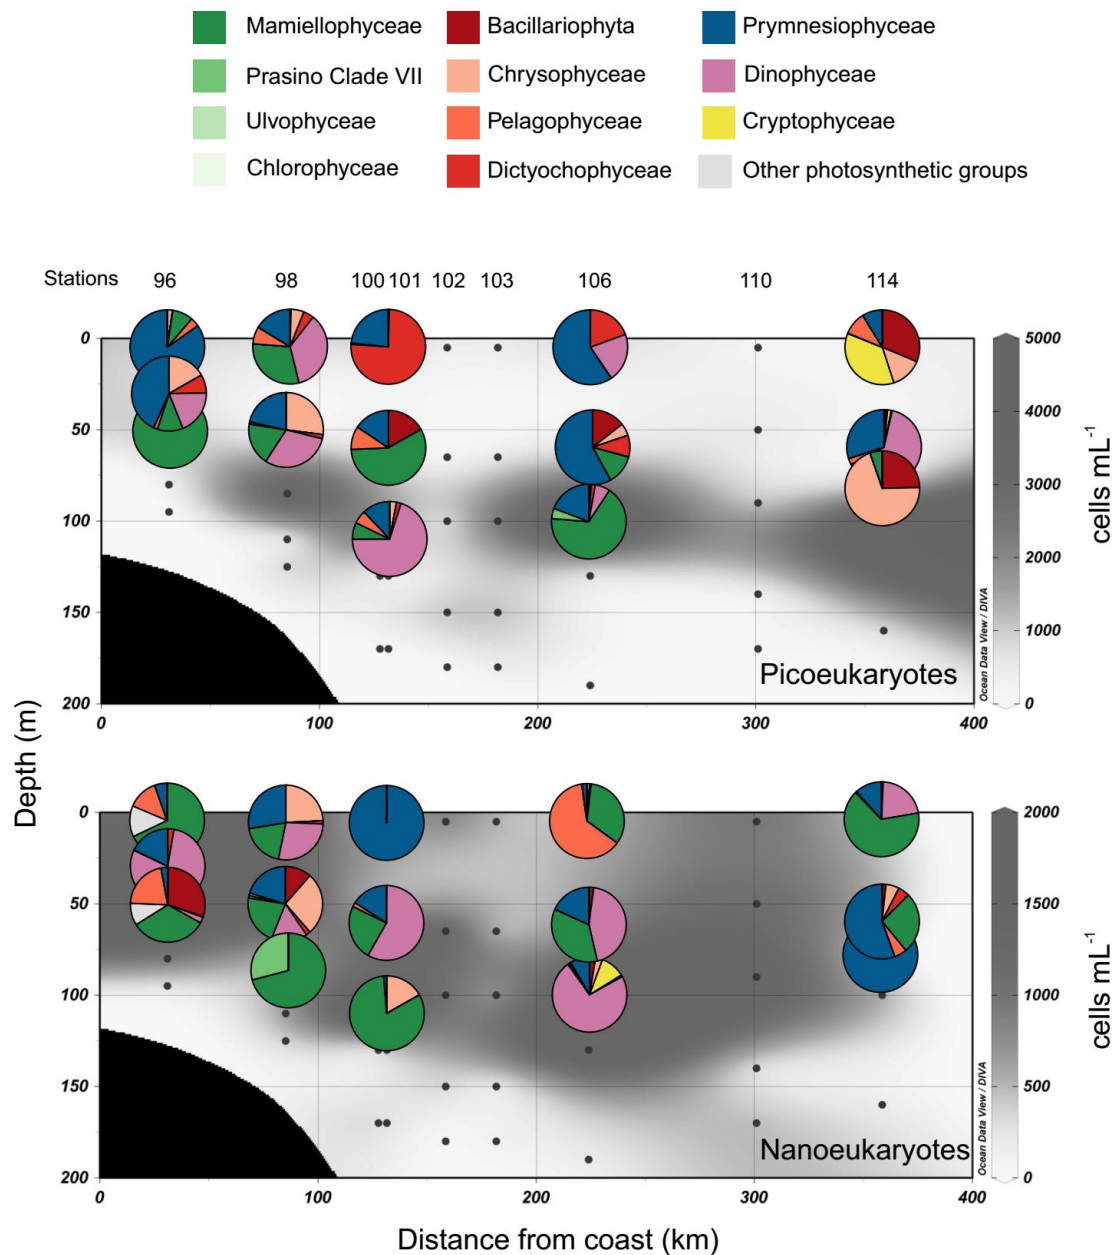 Mamiellophyceae Bacillariophyta Prymnesiophyceae
Prasino Clade VII Chrysophyceae Dinophyceae
Ulvophyceae Pelagophyceae Cryptophyceae
Chlorophyceae Dictyochophyceae Other photosynthetic groups
Stations 96 98 100 101 102 103 106 110 114
0
50
100
150
200
0 100 200 300 400
Picoeukaryotes
Ocean Data View / DIVA
5000
4000
3000
2000
1000
0
cells mL⁻¹
Depth (m)
0
50
100
150
200
0 100 200 300 400
Nanoeukaryotes
Ocean Data View / DIVA
2000
1500
1000
500
0
cells mL⁻¹
Distance from coast (km)